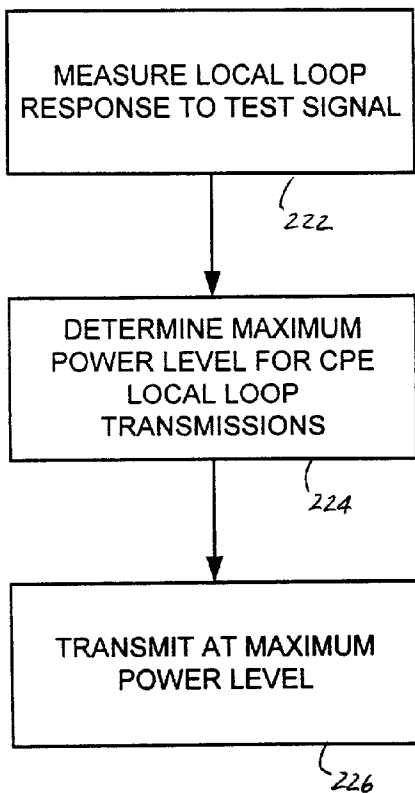 MEASURE LOCAL LOOP
RESPONSE TO TEST SIGNAL
222
DETERMINE MAXIMUM
POWER LEVEL FOR CPE
LOCAL LOOP
TRANSMISSIONS
224
TRANSMIT AT MAXIMUM
POWER LEVEL
226